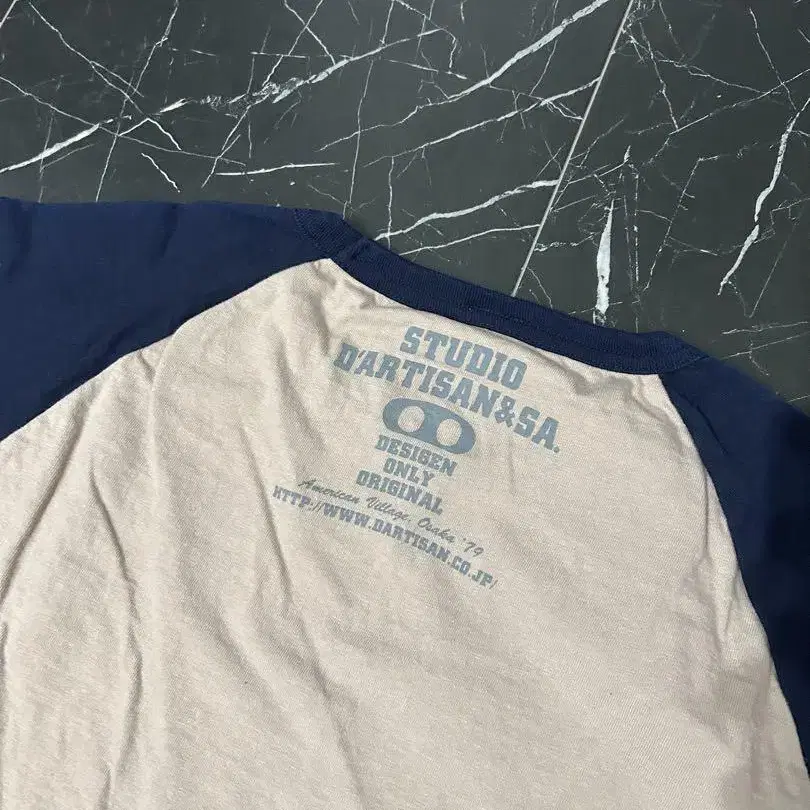 STUDIO
D'ARTISAN&SA.
DESIGEN
ONLY
ORIGINAL
American Village, Osaka '79
HTTP://WWW.DARTISAN.CO.JP/